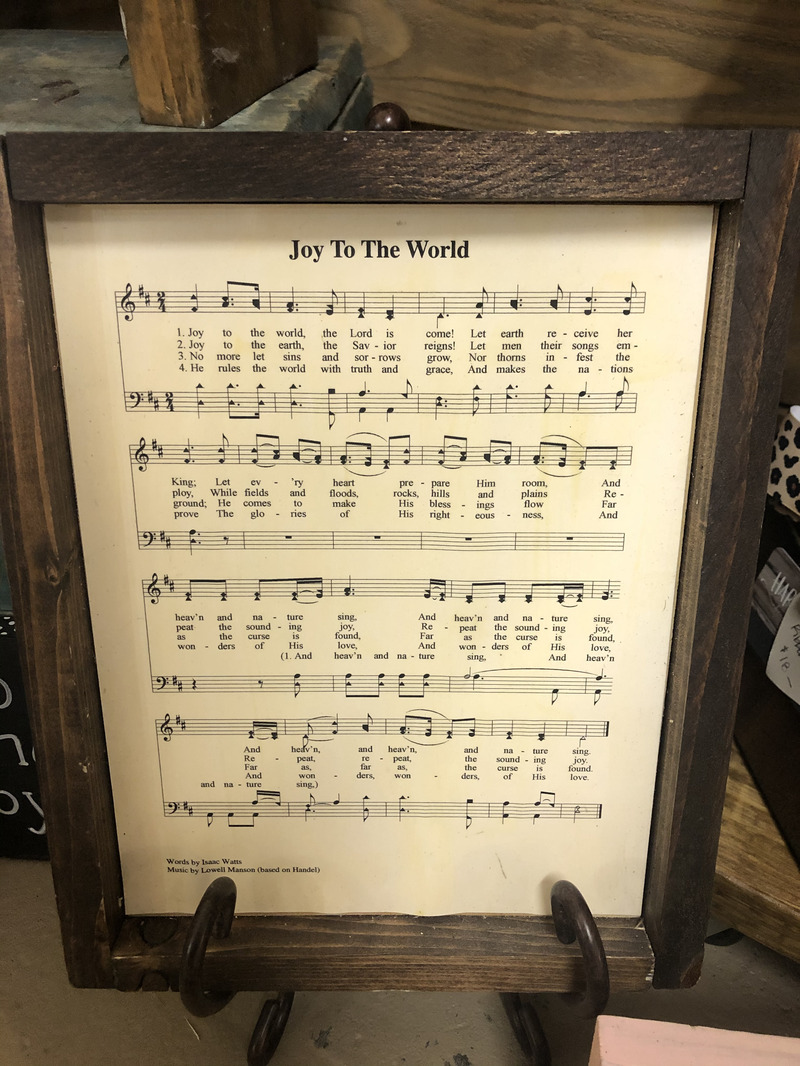 Joy To The World
1. Joy to the world, the Lord is come! Let earth re - ceive her
2. Joy to the earth, the Sav - ior reigns! Let men their songs em -
3. No more let sins and sor - rows grow, Nor thorns in - fest the
4. He rules the world with truth and grace, And makes the na - tions
King; Let ev - 'ry heart pre - pare Him room, And
ploy, While fields and floods, rocks, hills and plains Re -
ground; He comes to make His bless - ings flow Far
prove The glo - ries of His right - eous - ness, And
heav'n and na - ture sing, And heav'n and na - ture sing,
peat the sound - ing joy, Re - peat the sound - ing joy,
as the curse is found, Far as the curse is found,
won - ders of His love, And won - ders of His love,
(1. And heav'n and na - ture sing, And heav'n
And heav'n, and heav'n, and na - ture sing.
Re - peat, re - peat, the sound - ing joy.
Far as, far as, the curse is found.
And won - ders, won - ders, of His love.
and na - ture sing,)
Words by Isaac Watts
Music by Lowell Manson (based on Handel)